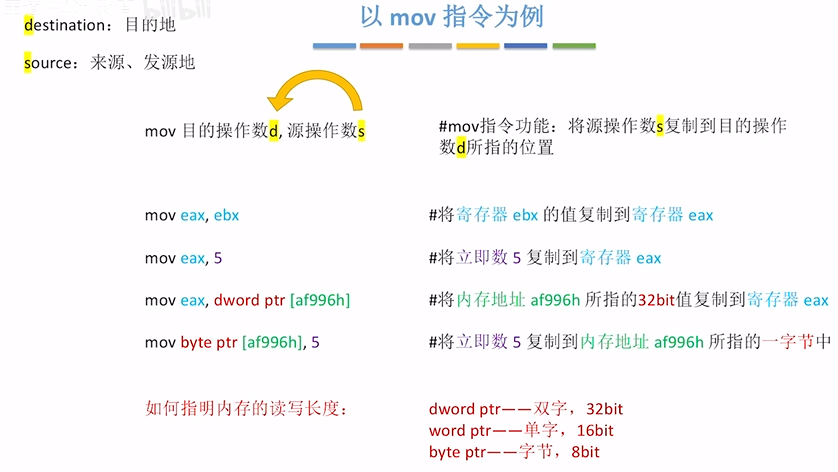 destination：目的地
以 mov 指令为例
source：来源、发源地
mov 目的操作数d, 源操作数s
#mov指令功能：将源操作数s复制到目的操作
数d所指的位置
mov eax, ebx
#将寄存器 ebx 的值复制到寄存器 eax
mov eax, 5
#将立即数 5 复制到寄存器 eax
mov eax, dword ptr [af996h]
#将内存地址 af996h 所指的32bit值复制到寄存器 eax
mov byte ptr [af996h], 5
#将立即数 5 复制到内存地址 af996h 所指的一字节中
如何指明内存的读写长度：
dword ptr——双字，32bit
word ptr——单字，16bit
byte ptr——字节，8bit